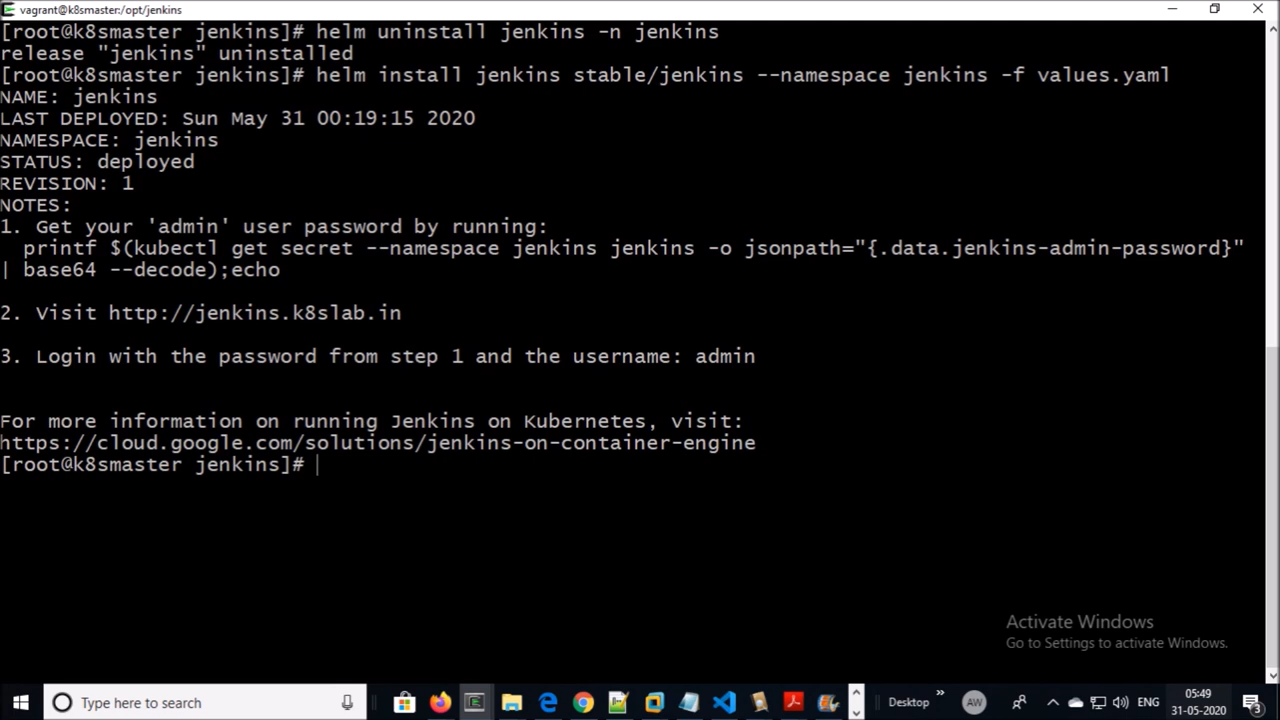 vagrant@k8smaster:/opt/jenkins
[root@k8smaster jenkins]# helm uninstall jenkins -n jenkins
release "jenkins" uninstalled
[root@k8smaster jenkins]# helm install jenkins stable/jenkins --namespace jenkins -f values.yaml
NAME: jenkins
LAST DEPLOYED: Sun May 31 00:19:15 2020
NAMESPACE: jenkins
STATUS: deployed
REVISION: 1
NOTES:
1. Get your 'admin' user password by running:
  printf $(kubectl get secret --namespace jenkins jenkins -o jsonpath="{.data.jenkins-admin-password}"
| base64 --decode);echo
2. Visit http://jenkins.k8slab.in
3. Login with the password from step 1 and the username: admin
For more information on running Jenkins on Kubernetes, visit:
https://cloud.google.com/solutions/jenkins-on-container-engine
[root@k8smaster jenkins]#
Activate Windows
Go to Settings to activate Windows.
Type here to search
Desktop
AW
ENG
05:49
31-05-2020
3